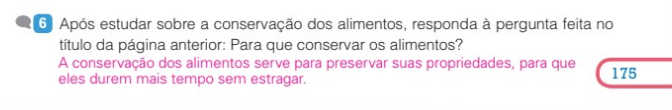 6 Após estudar sobre a conservação dos alimentos, responda à pergunta feita no
título da página anterior: Para que conservar os alimentos?
A conservação dos alimentos serve para preservar suas propriedades, para que
eles durem mais tempo sem estragar.
175